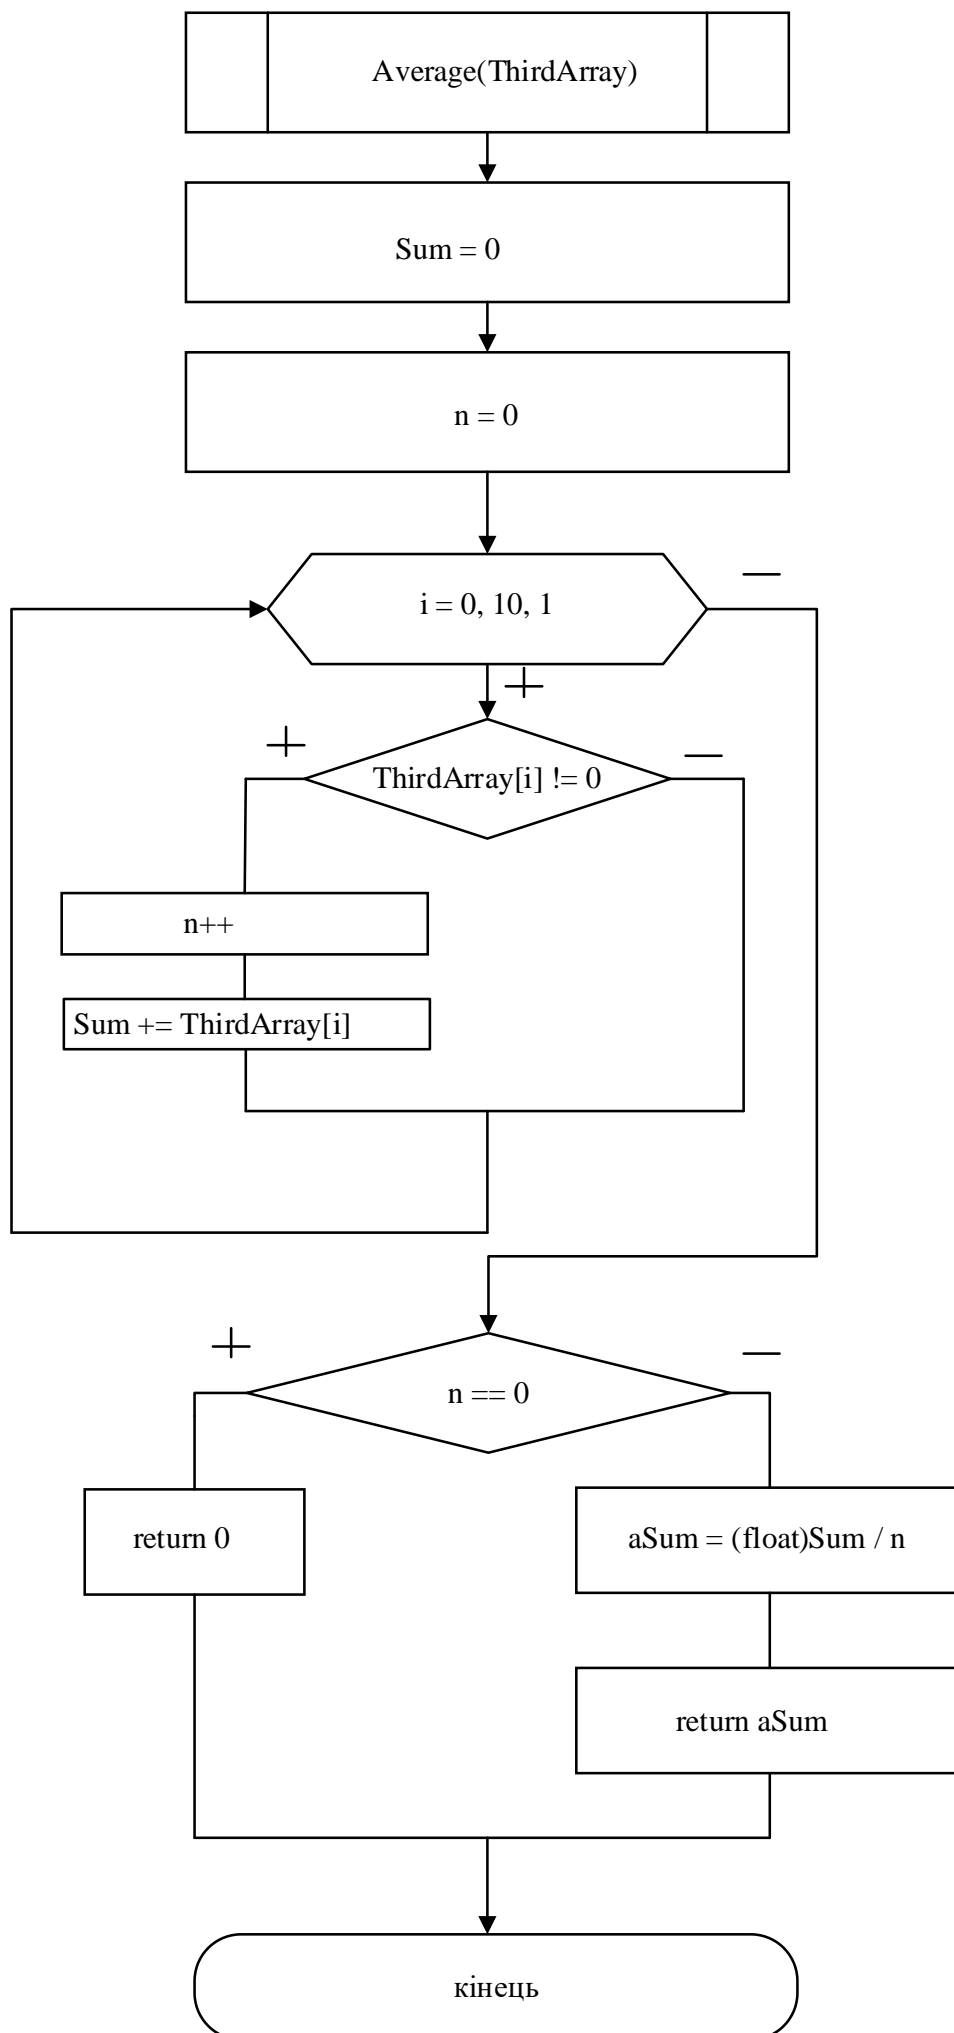 Average(ThirdArray)
Sum = 0
n = 0
i = 0, 10, 1
ThirdArray[i] != 0
n++
Sum += ThirdArray[i]
n == 0
return 0
aSum = (float)Sum / n
return aSum
кінець